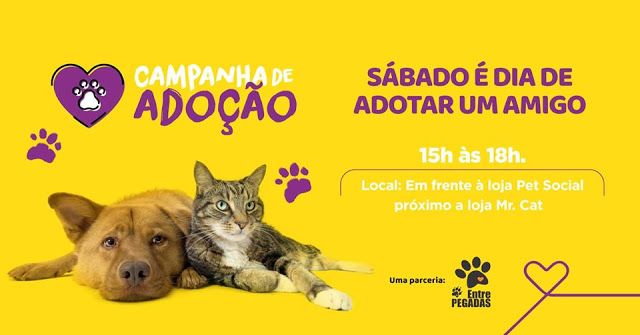 CAMPANHA DE
ADOÇÃO
SÁBADO É DIA DE
ADOTAR UM AMIGO
15h às 18h.
Local: Em frente à loja Pet Social
próximo a loja Mr. Cat
Uma parceria:
Entre
PEGADAS